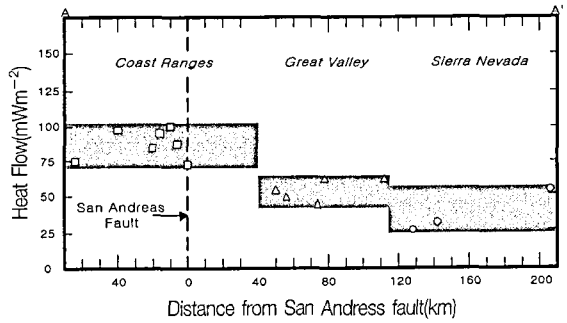 A A'
175
150
125
100
75
50
25
0
Heat Flow(mWm-2)
Coast Ranges Great Valley Sierra Nevada
San Andreas
Fault
40 0 40 80 120 160 200
Distance from San Andress fault(km)